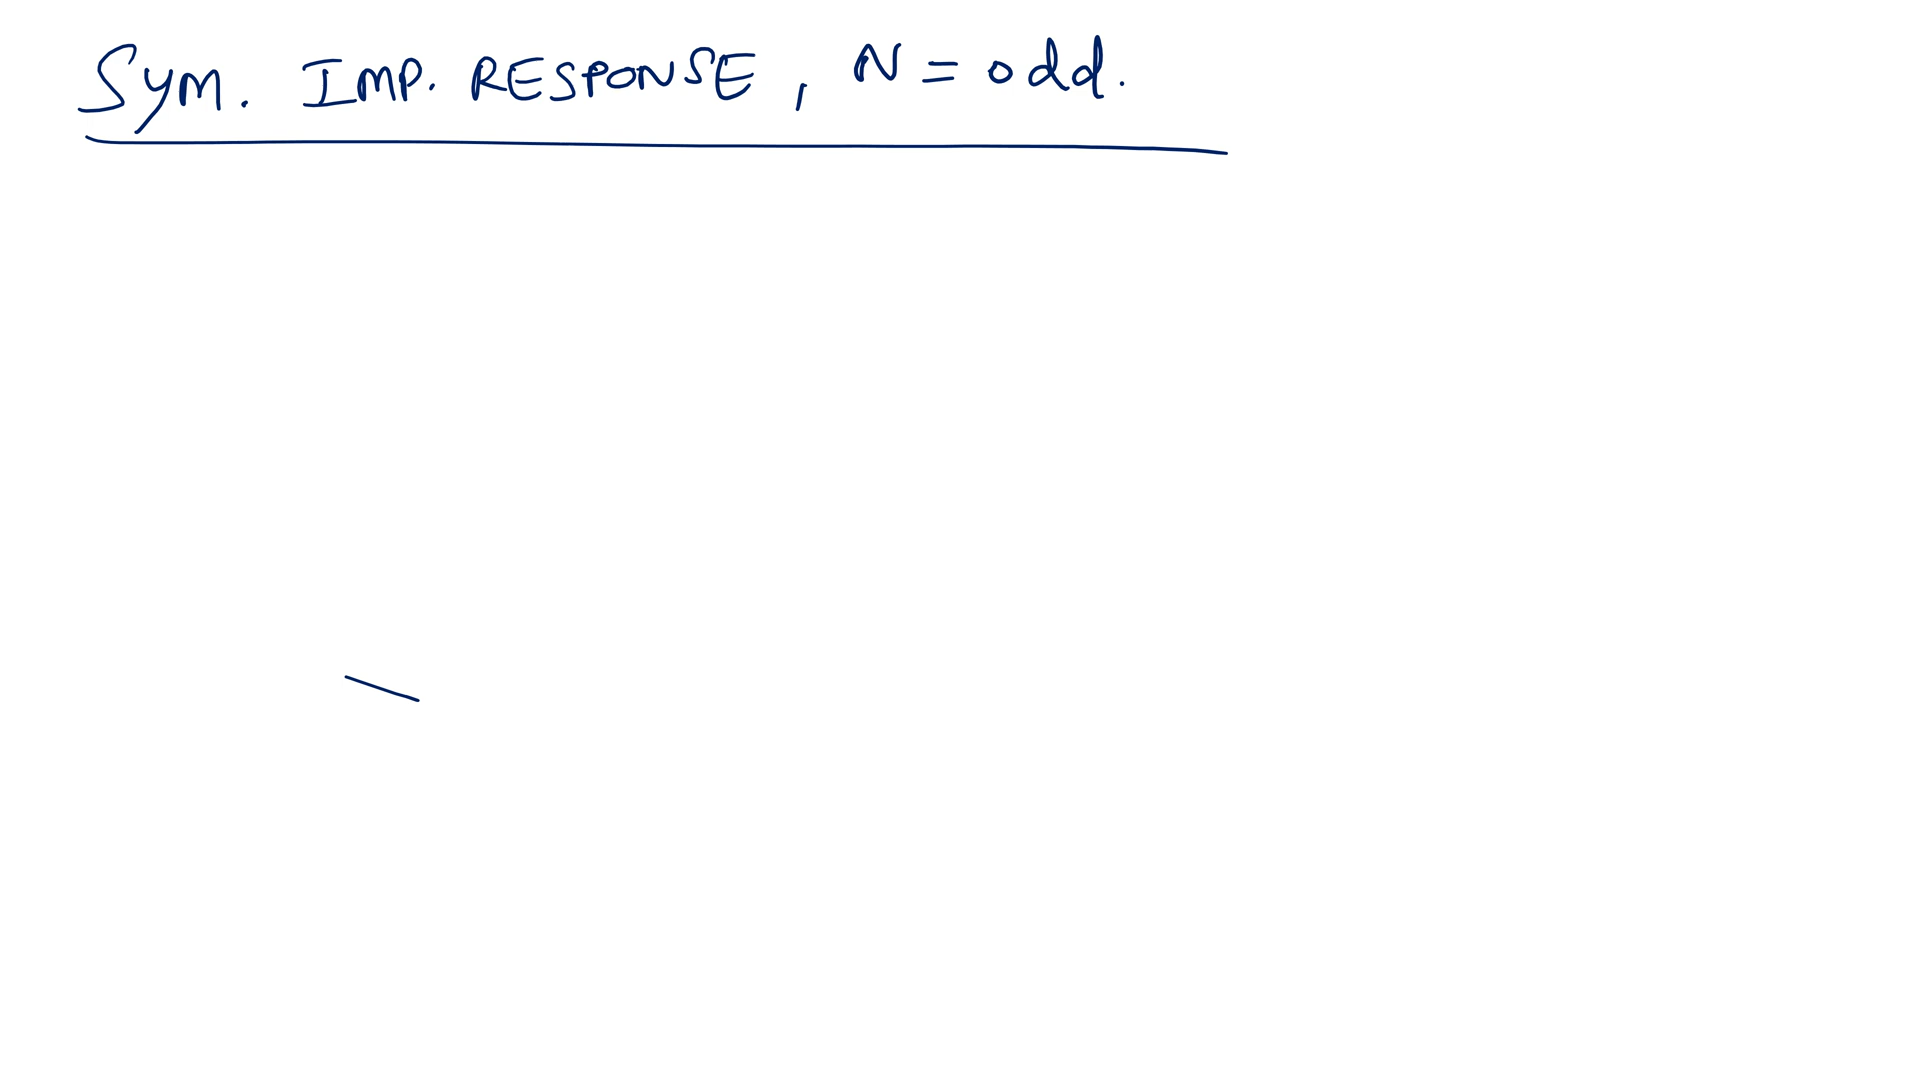 Sym. IMP. RESPONSE, N = odd.